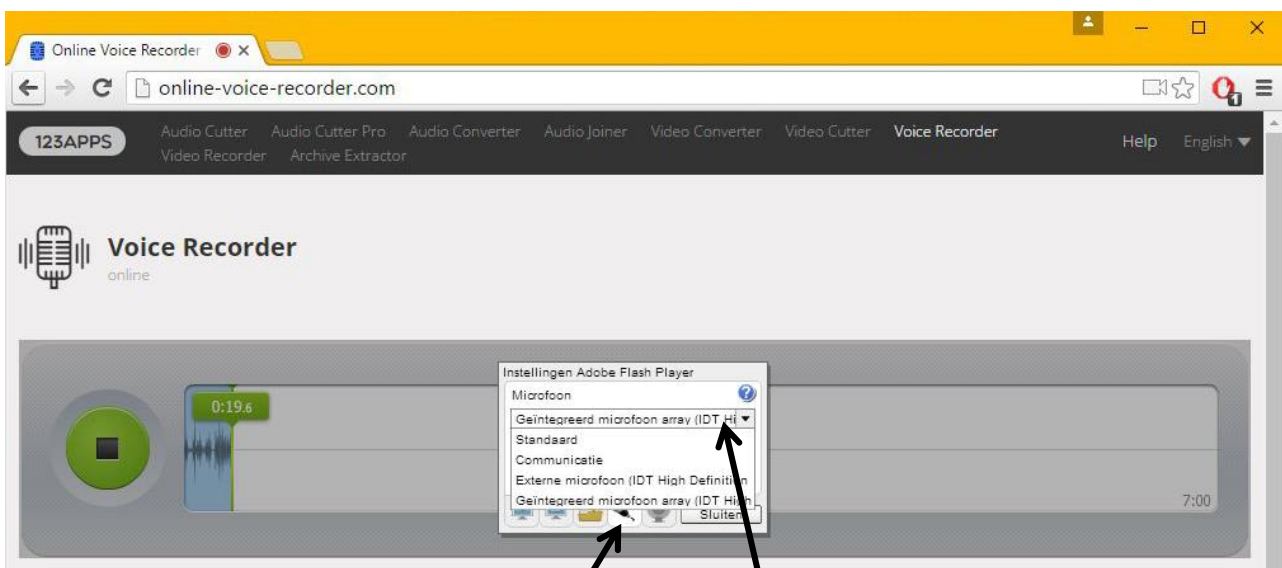 Online Voice Recorder
online-voice-recorder.com
1
123APPS
Audio Cutter Audio Cutter Pro Audio Converter Audio Joiner Video Converter Video Cutter Voice Recorder
Video Recorder Archive Extractor
Help English
Voice Recorder
online
0:19.6
7:00
Instellingen Adobe Flash Player
Microfoon
?
Geïntegreerd microfoon array (IDT Hi
Standaard
Communicatie
Externe microfoon (IDT High Definition
Geïntegreerd microfoon array (IDT High
Sluiten